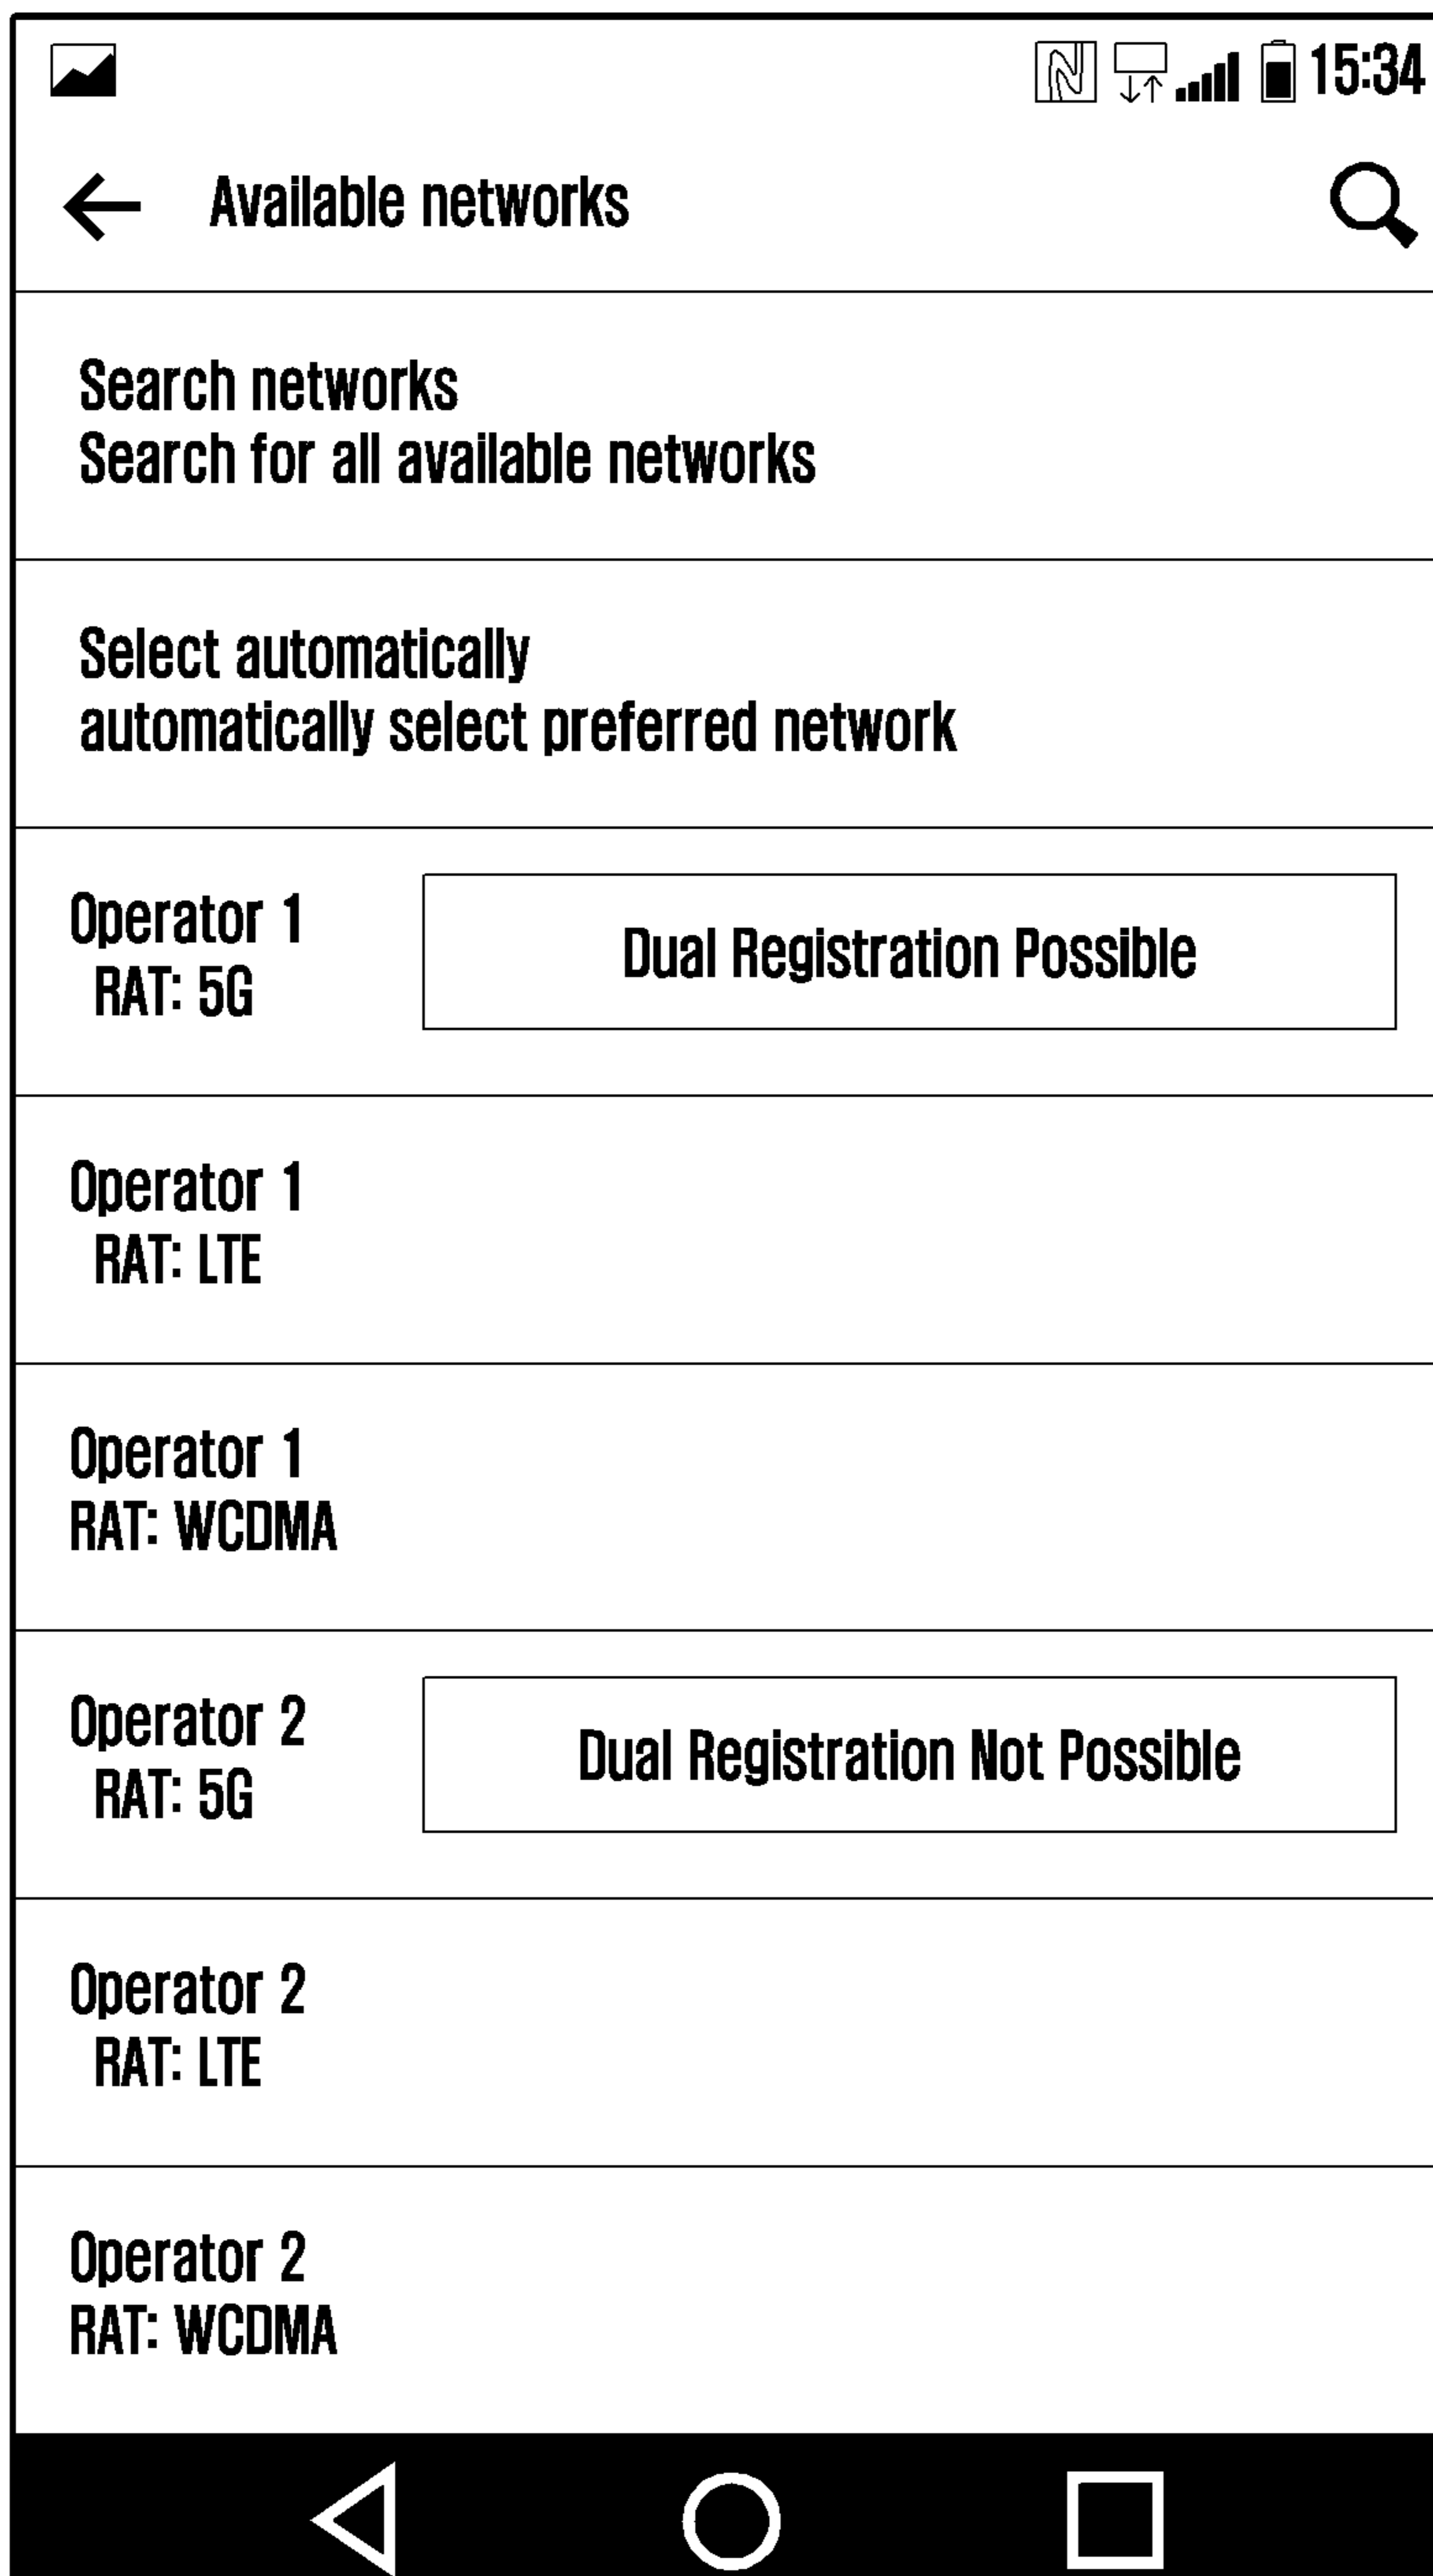 15:34
Available networks
Search networks
Search for all available networks
Select automatically
automatically select preferred network
Operator 1
RAT: 5G
Dual Registration Possible
Operator 1
RAT: LTE
Operator 1
RAT: WCDMA
Operator 2
RAT: 5G
Dual Registration Not Possible
Operator 2
RAT: LTE
Operator 2
RAT: WCDMA